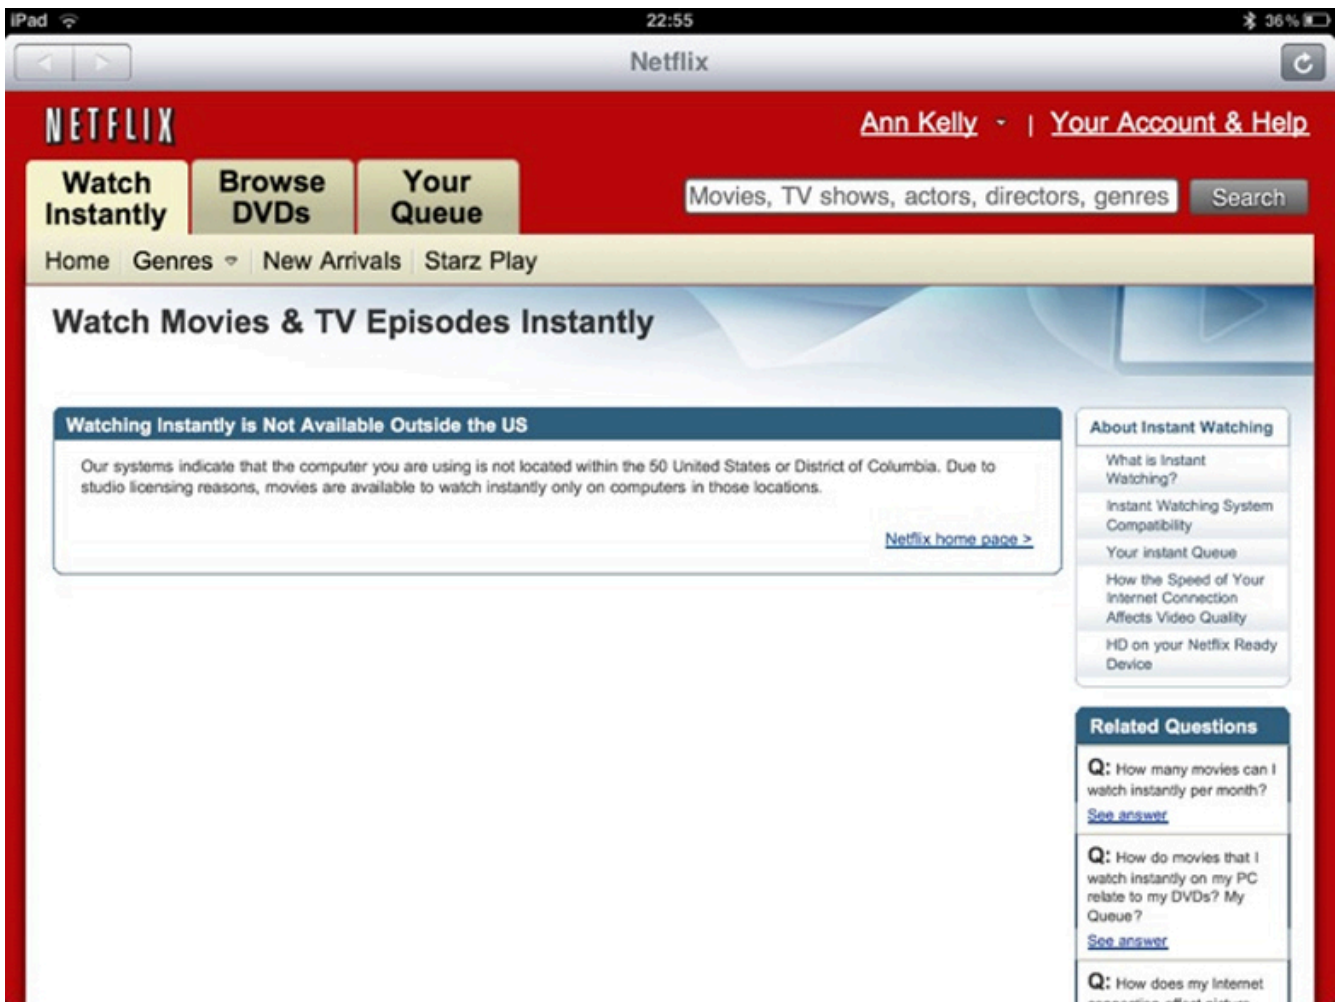 iPad 22:55 36%
Netflix
NETFLIX Ann Kelly | Your Account & Help
Watch Instantly
Browse DVDs
Your Queue
Movies, TV shows, actors, directors, genres Search
Home Genres New Arrivals Starz Play
Watch Movies & TV Episodes Instantly
Watching Instantly is Not Available Outside the US
Our systems indicate that the computer you are using is not located within the 50 United States or District of Columbia. Due to
studio licensing reasons, movies are available to watch instantly only on computers in those locations.
Netflix home page >
About Instant Watching
What is Instant
Watching?
Instant Watching System
Compatibility
Your instant Queue
How the Speed of Your
Internet Connection
Affects Video Quality
HD on your Netflix Ready
Device
Related Questions
Q: How many movies can I
watch instantly per month?
See answer
Q: How do movies that I
watch instantly on my PC
relate to my DVDs? My
Queue?
See answer
Q: How does my Internet